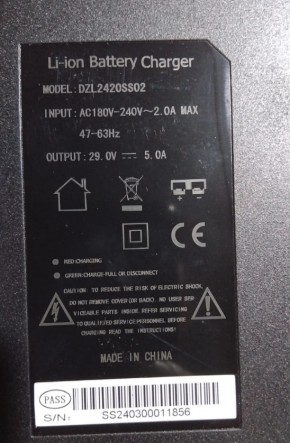 Li-ion Battery Charger
MODEL: DZL2420SS02
INPUT: AC180V-240V~2.0A MAX
47-63Hz
OUTPUT: 29.0V ⎓ 5.0A
+ -
CE
RED:CHARGING
GREEN:CHARGE FULL OR DISCONNECT
CAUTION TO REDUCE THE RISK OF ELECTRIC SHOCK,
DO NOT REMOVE COVER (OR BACK). NO USER SER-
VICEABLE PARTS INSIDE. REFER SERVICING
TO QUALIFIED SERVICE PERSONNEL. BEFORE
CHARGING READ THE INSTRUCTIONS!
MADE IN CHINA
PASS
S/N:
SS240300011856